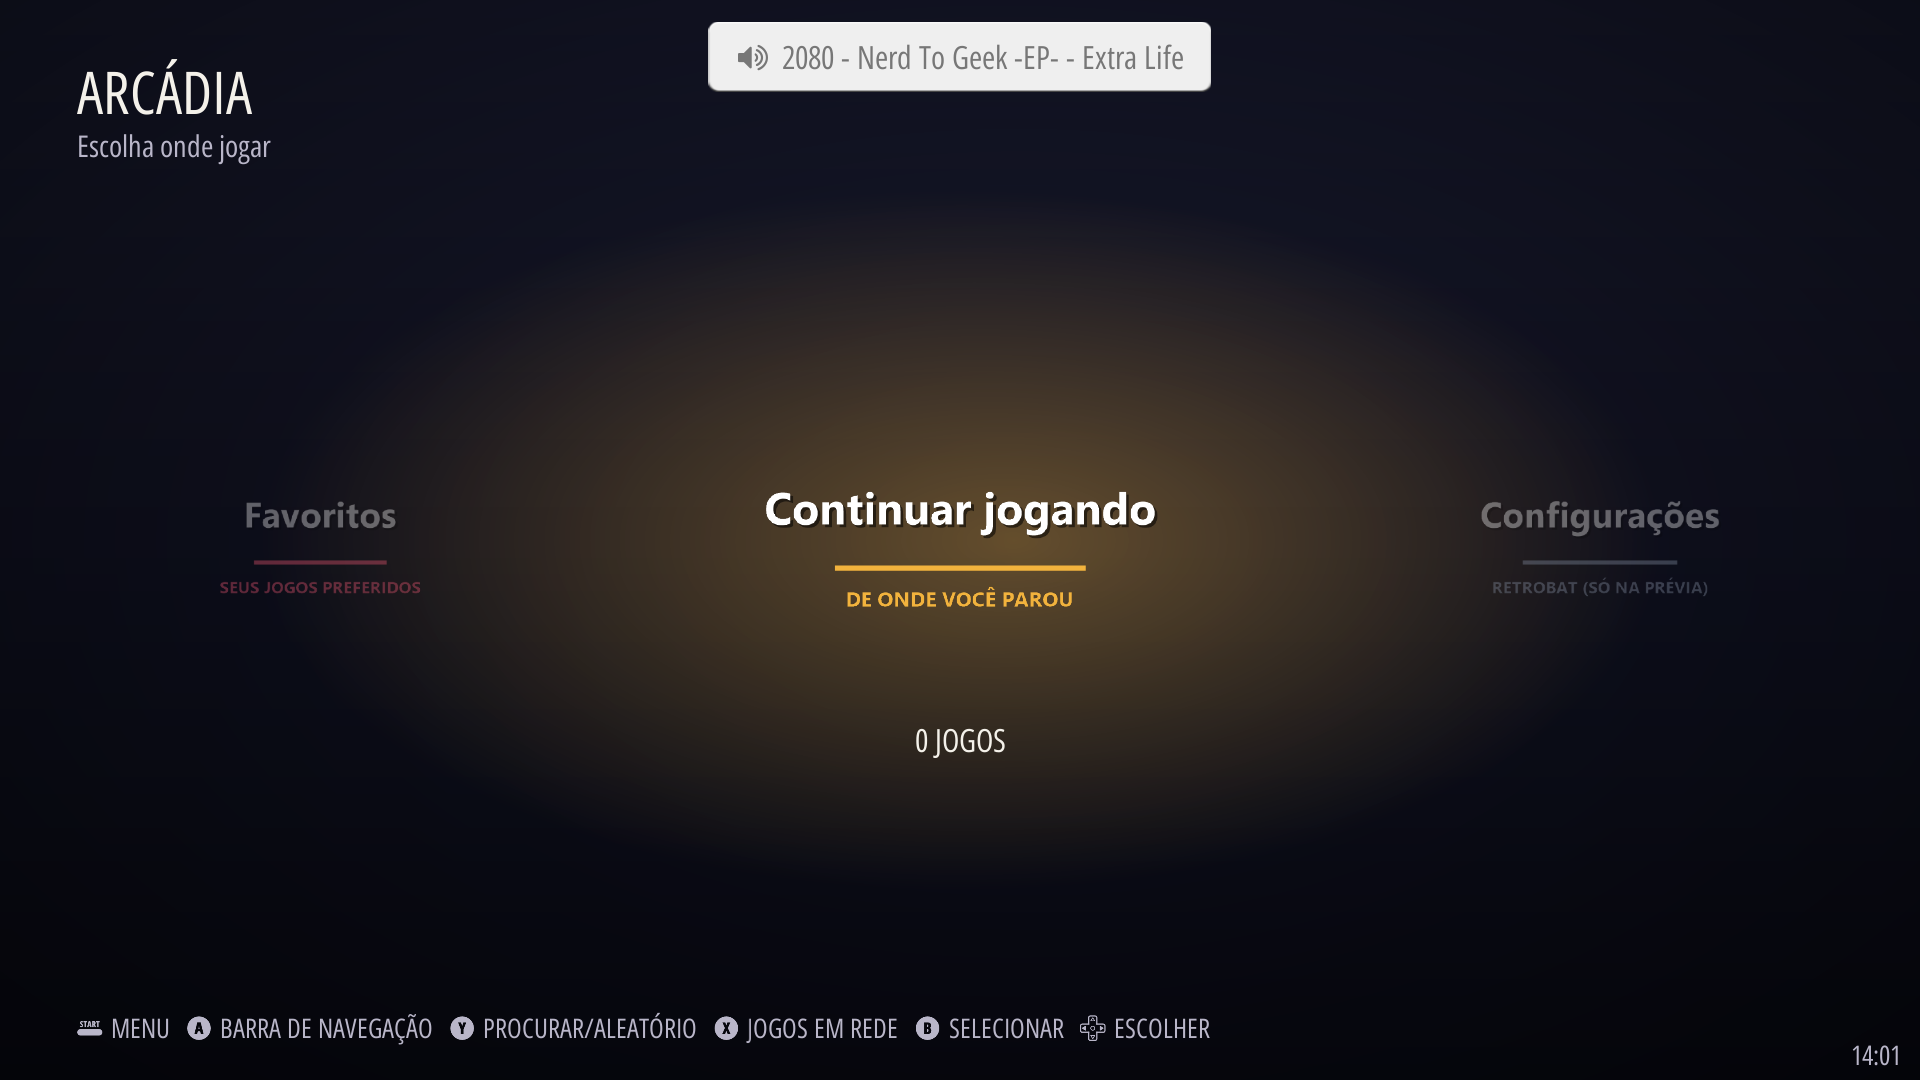 2080 - Nerd To Geek -EP- - Extra Life
ARCÁDIA
Escolha onde jogar
Favoritos
SEUS JOGOS PREFERIDOS
Continuar jogando
DE ONDE VOCÊ PAROU
Configurações
RETROBAT (SÓ NA PRÉVIA)
0 JOGOS
START MENU A BARRA DE NAVEGAÇÃO Y PROCURAR/ALEATÓRIO X JOGOS EM REDE B SELECIONAR ESCOLHER
14:01